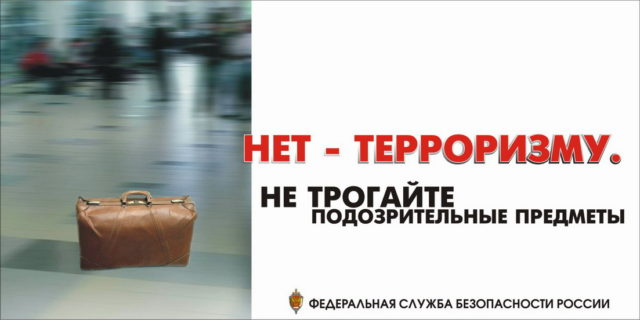 НЕТ - ТЕРРОРИЗМУ.
НЕ ТРОГАЙТЕ
ПОДОЗРИТЕЛЬНЫЕ ПРЕДМЕТЫ
ФЕДЕРАЛЬНАЯ СЛУЖБА БЕЗОПАСНОСТИ РОССИИ